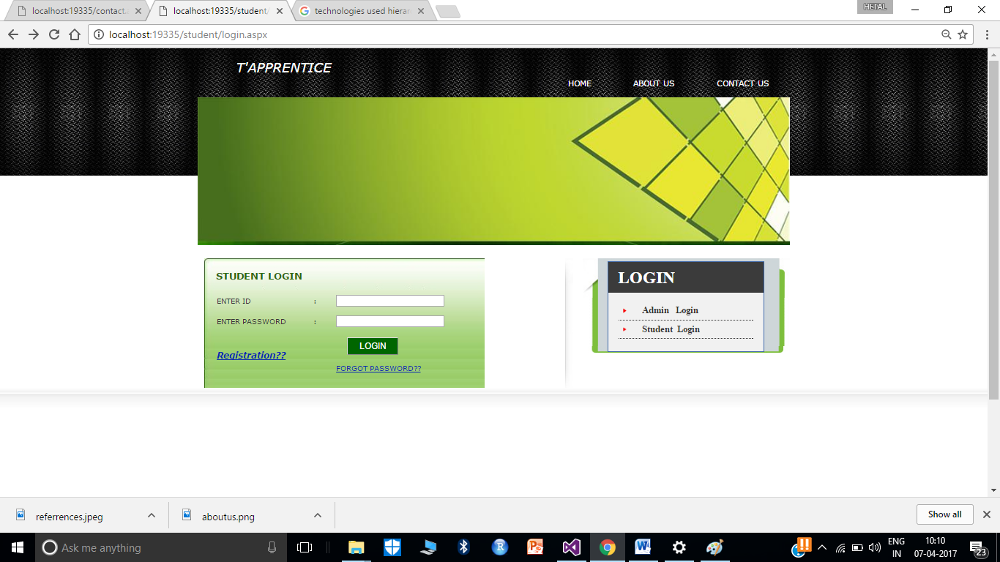 localhost:19335/contact.
localhost:19335/student/
technologies used hierar
HETAL
localhost:19335/student/login.aspx
T'APPRENTICE
HOME ABOUT US CONTACT US
STUDENT LOGIN
ENTER ID :
ENTER PASSWORD :
LOGIN
Registration??
FORGOT PASSWORD??
LOGIN
Admin Login
Student Login
referrences.jpeg
aboutus.png
Show all
Ask me anything
ENG
IN
10:10
07-04-2017
23